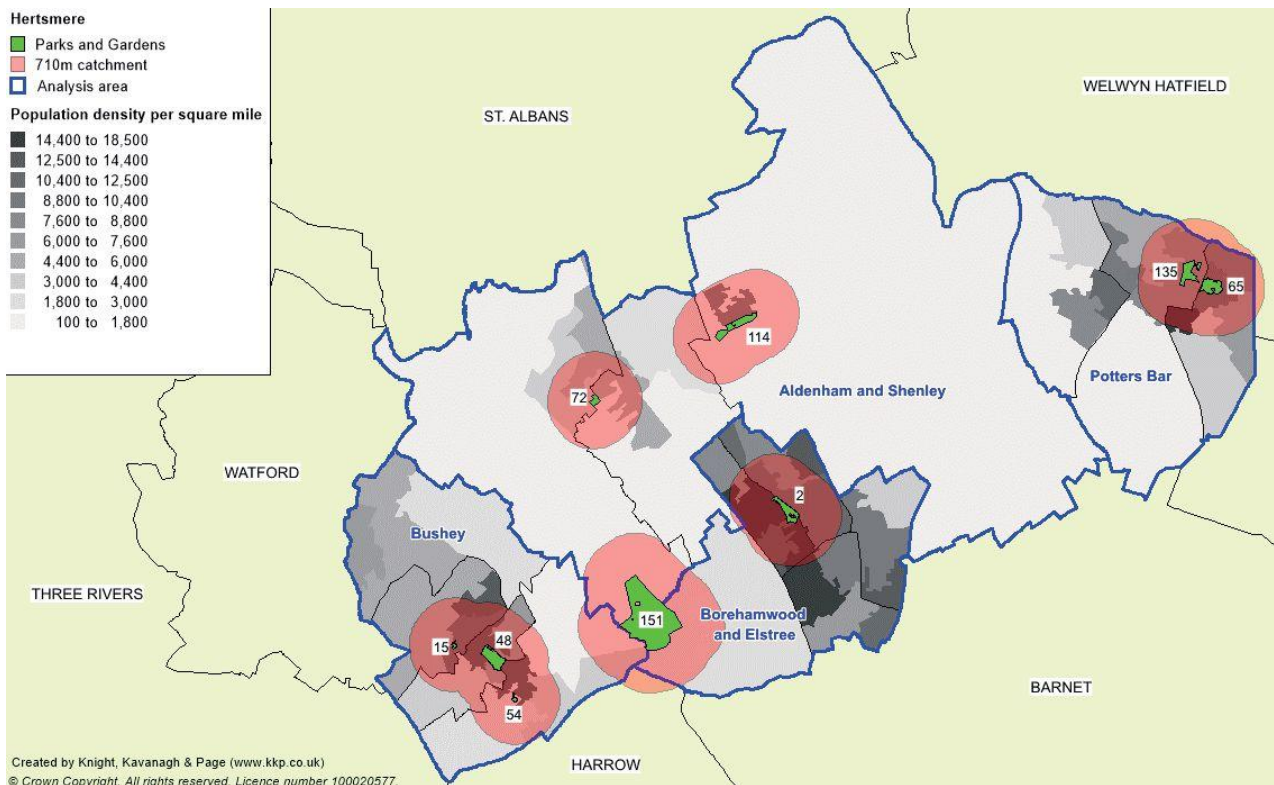 Hertsmere
Parks and Gardens
710m catchment
Analysis area
Population density per square mile
14,400 to 18,500
12,500 to 14,400
10,400 to 12,500
8,800 to 10,400
7,600 to 8,800
6,000 to 7,600
4,400 to 6,000
3,000 to 4,400
1,800 to 3,000
100 to 1,800
ST. ALBANS
WELWYN HATFIELD
135
65
114
Potters Bar
Aldenham and Shenley
72
WATFORD
2
Bushey
THREE RIVERS
151
Borehamwood
and Elstree
15
48
54
BARNET
HARROW
Created by Knight, Kavanagh & Page (www.kkp.co.uk)
© Crown Copyright. All rights reserved. Licence number 100020577.